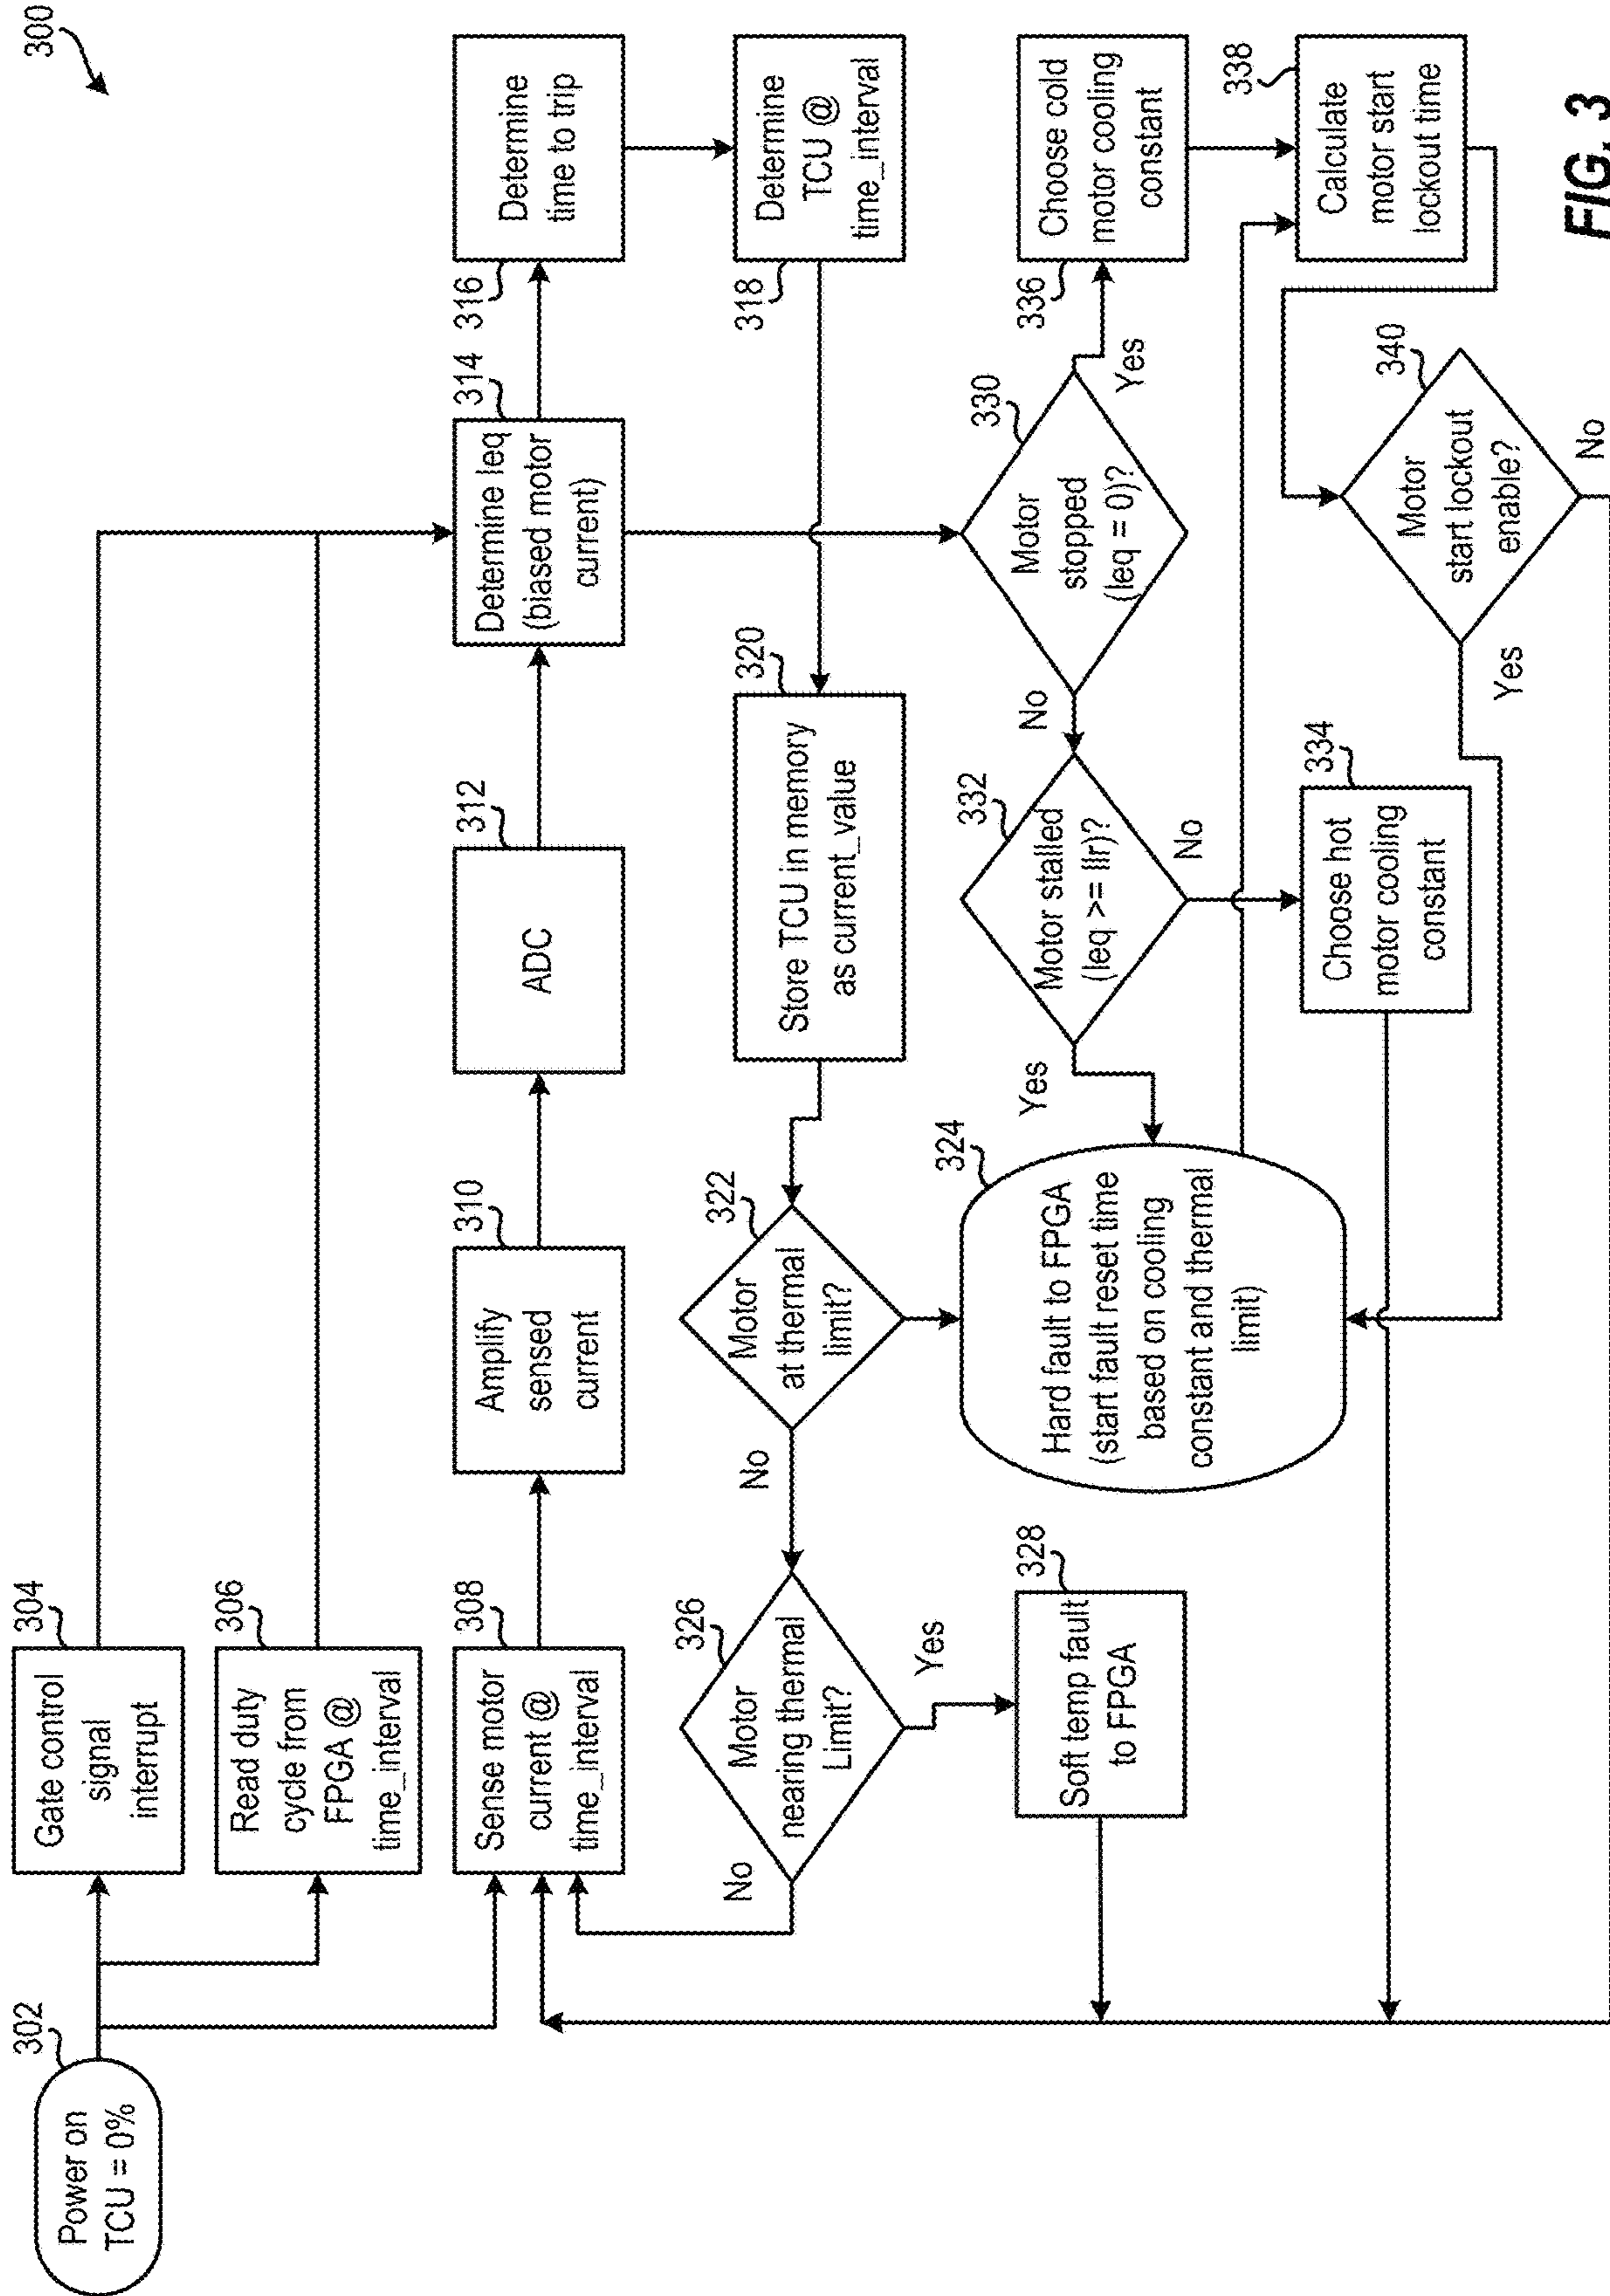 300
302
Power on
TCU = 0%
304
Gate control
signal
interrupt
306
Read duty
cycle from
FPGA @
time_interval
308
Sense motor
current @
time_interval
310
Amplify
sensed
current
312
ADC
314
Determine Ieq
(biased motor
current)
316
Determine
time to trip
318
Determine
TCU @
time_interval
320
Store TCU in memory
as current_value
322
Motor
at thermal
limit?
No
326
Motor
nearing thermal
Limit?
No
Yes
328
Soft temp fault
to FPGA
324
Hard fault to FPGA
(start fault reset time
based on cooling
constant and thermal
limit)
330
Motor
stopped
(Ieq = 0)?
No
Yes
332
Motor stalled
(Ieq >= Ilr)?
Yes
No
334
Choose hot
motor cooling
constant
336
Choose cold
motor cooling
constant
338
Calculate
motor start
lockout time
340
Motor
start lockout
enable?
Yes
No
FIG. 3